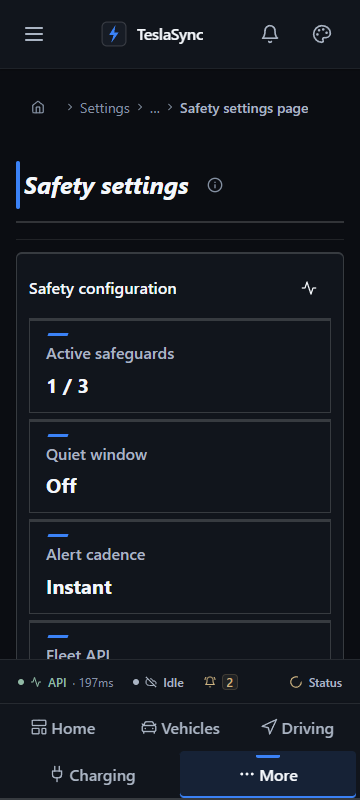 TeslaSync
Settings ... Safety settings page
Safety settings
Safety configuration
Active safeguards
1 / 3
Quiet window
Off
Alert cadence
Instant
Fleet API
API · 197ms Idle 2 Status
Home Vehicles Driving
Charging ··· More